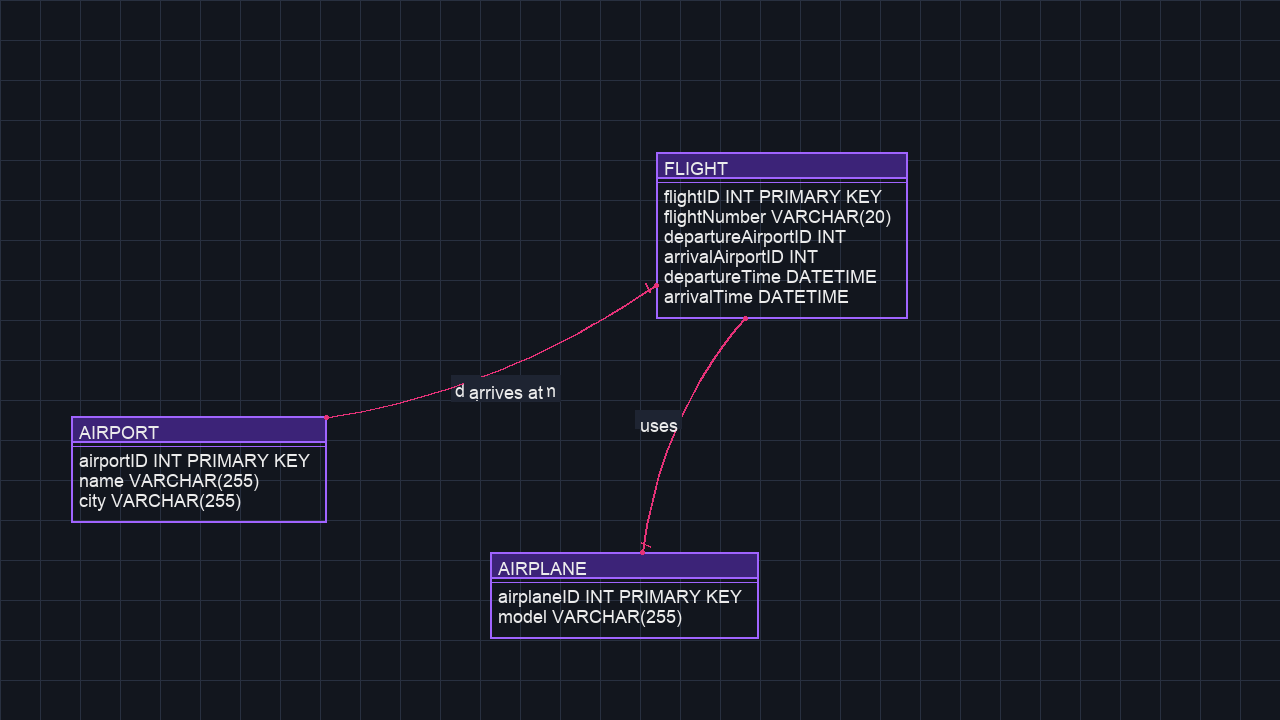 FLIGHT
flightID INT PRIMARY KEY
flightNumber VARCHAR(20)
departureAirportID INT
arrivalAirportID INT
departureTime DATETIME
arrivalTime DATETIME
arrives at
uses
AIRPORT
airportID INT PRIMARY KEY
name VARCHAR(255)
city VARCHAR(255)
AIRPLANE
airplaneID INT PRIMARY KEY
model VARCHAR(255)